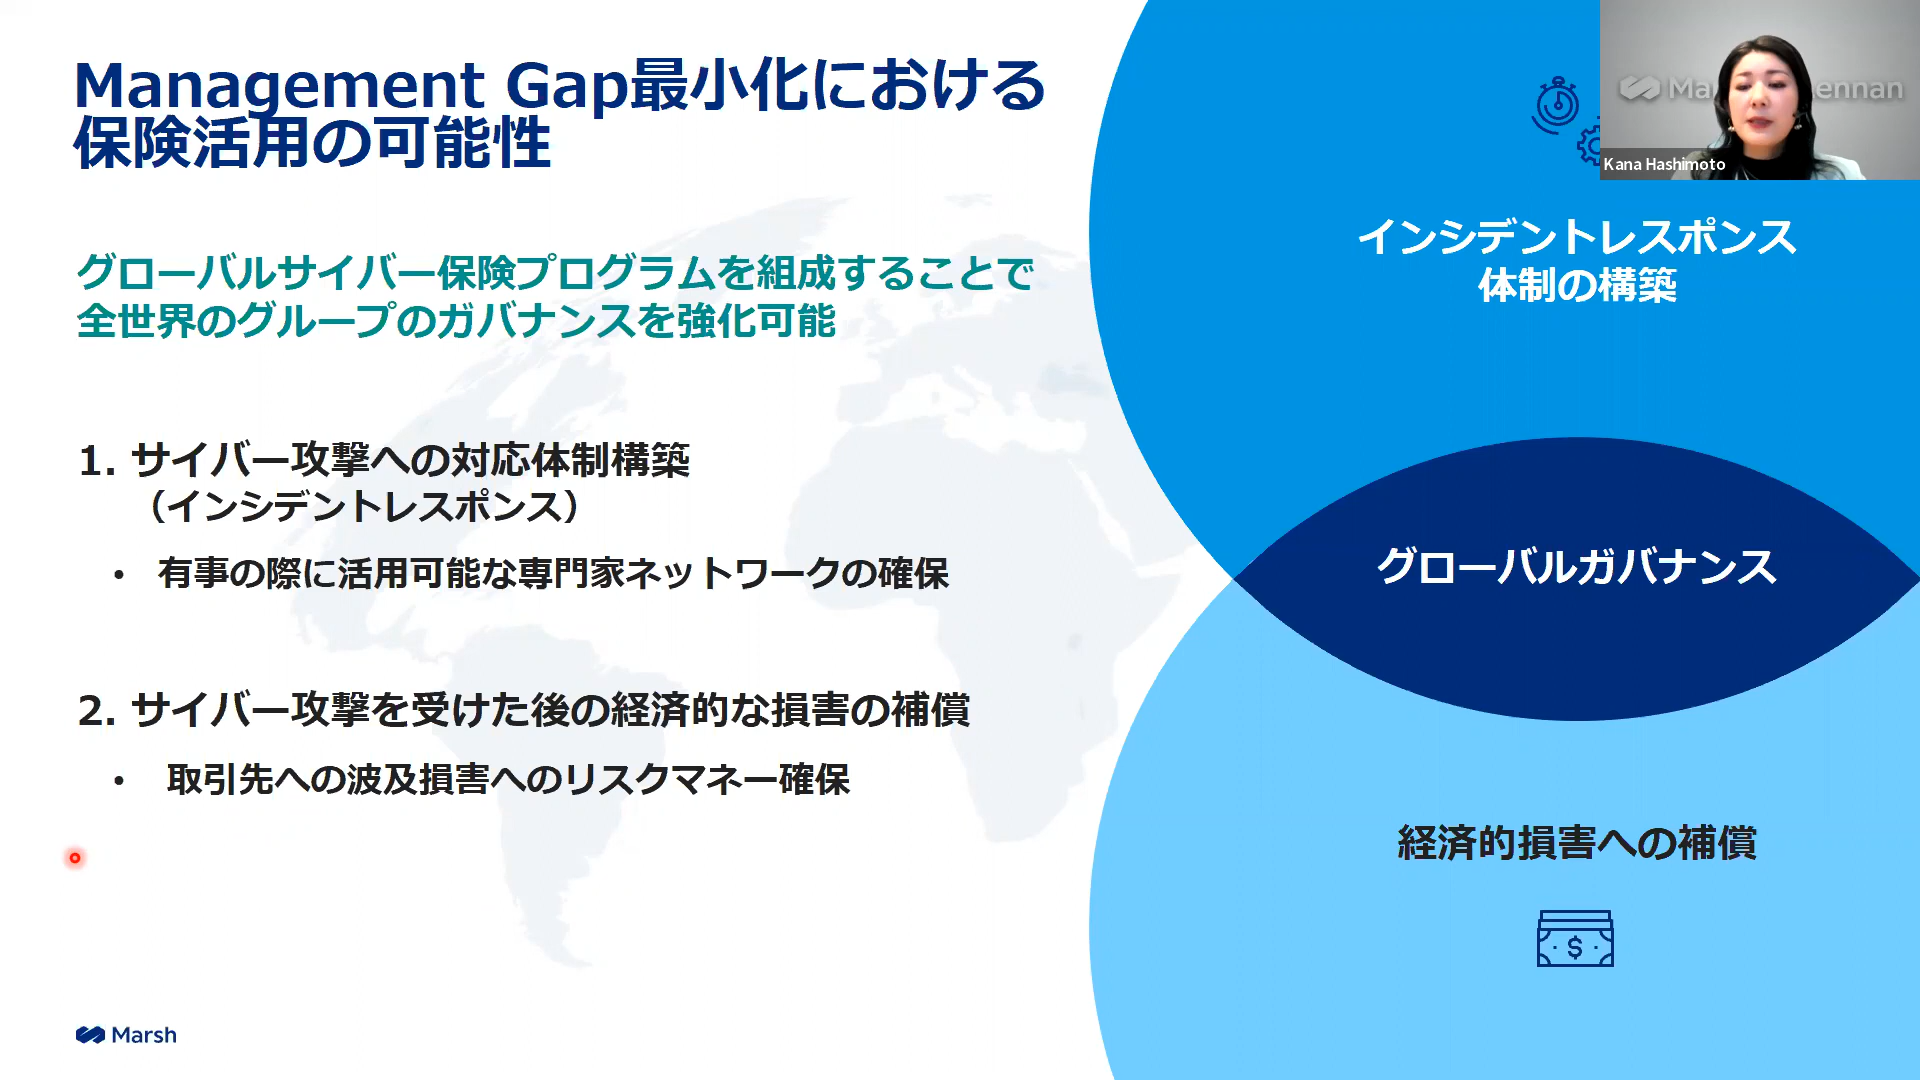 Management Gap最小化における
保険活用の可能性
グローバルサイバー保険プログラムを組成することで
全世界のグループのガバナンスを強化可能
1. サイバー攻撃への対応体制構築
（インシデントレスポンス）
• 有事の際に活用可能な専門家ネットワークの確保
2. サイバー攻撃を受けた後の経済的な損害の補償
• 取引先への波及損害へのリスクマネー確保
Marsh
インシデントレスポンス
体制の構築
グローバルガバナンス
経済的損害への補償
$
Kana Hashimoto